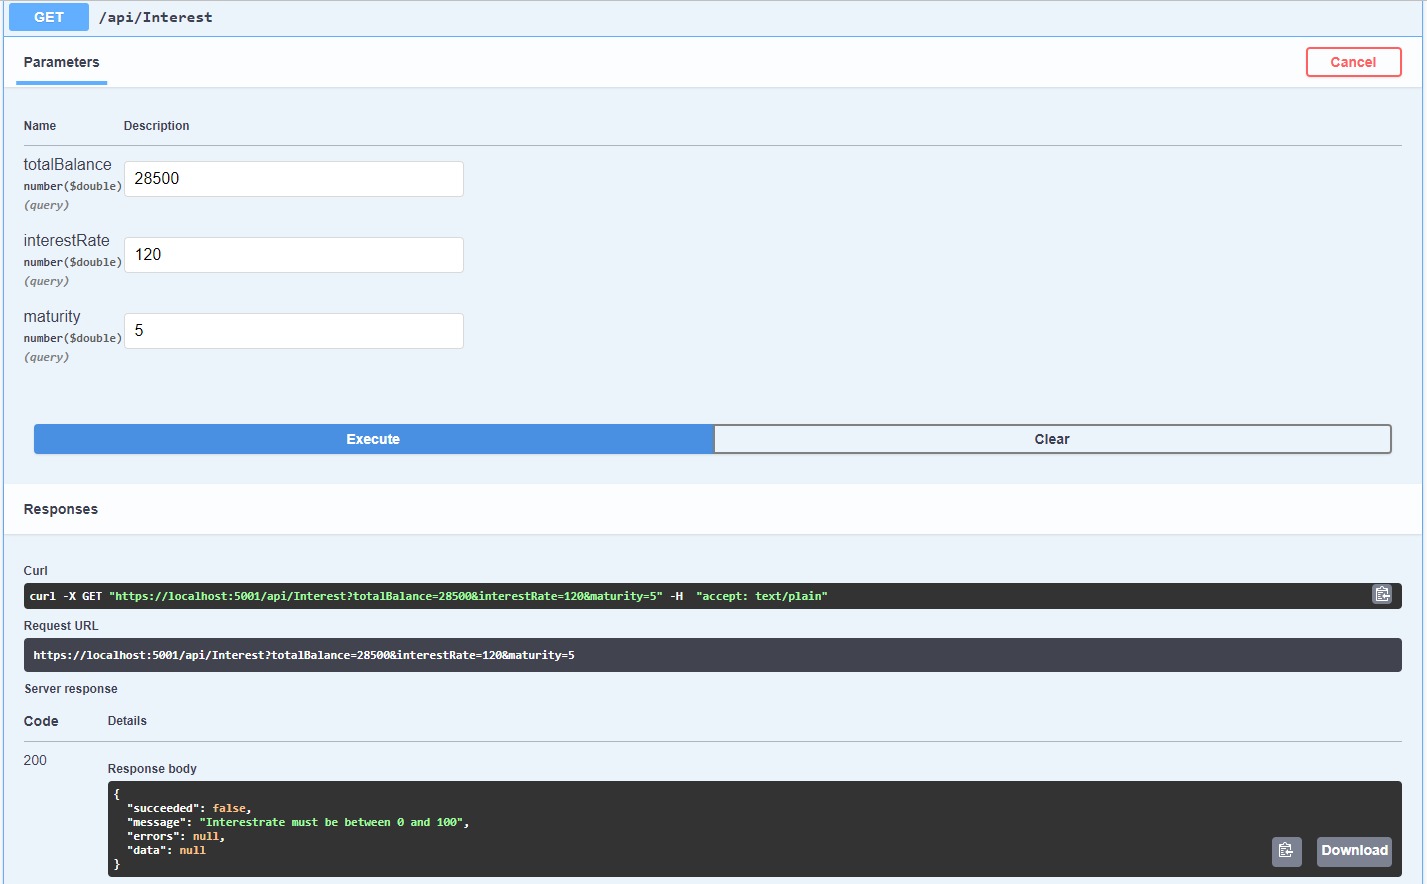 GET /api/Interest
Parameters
Cancel
Name Description
totalBalance
number($double)
(query)
28500
interestRate
number($double)
(query)
120
maturity
number($double)
(query)
5
Execute Clear
Responses
Curl
curl -X GET "https://localhost:5001/api/Interest?totalBalance=28500&interestRate=120&maturity=5" -H  "accept: text/plain"
Request URL
https://localhost:5001/api/Interest?totalBalance=28500&interestRate=120&maturity=5
Server response
Code Details
200
Response body
{
  "succeeded": false,
  "message": "Interestrate must be between 0 and 100",
  "errors": null,
  "data": null
}
Download